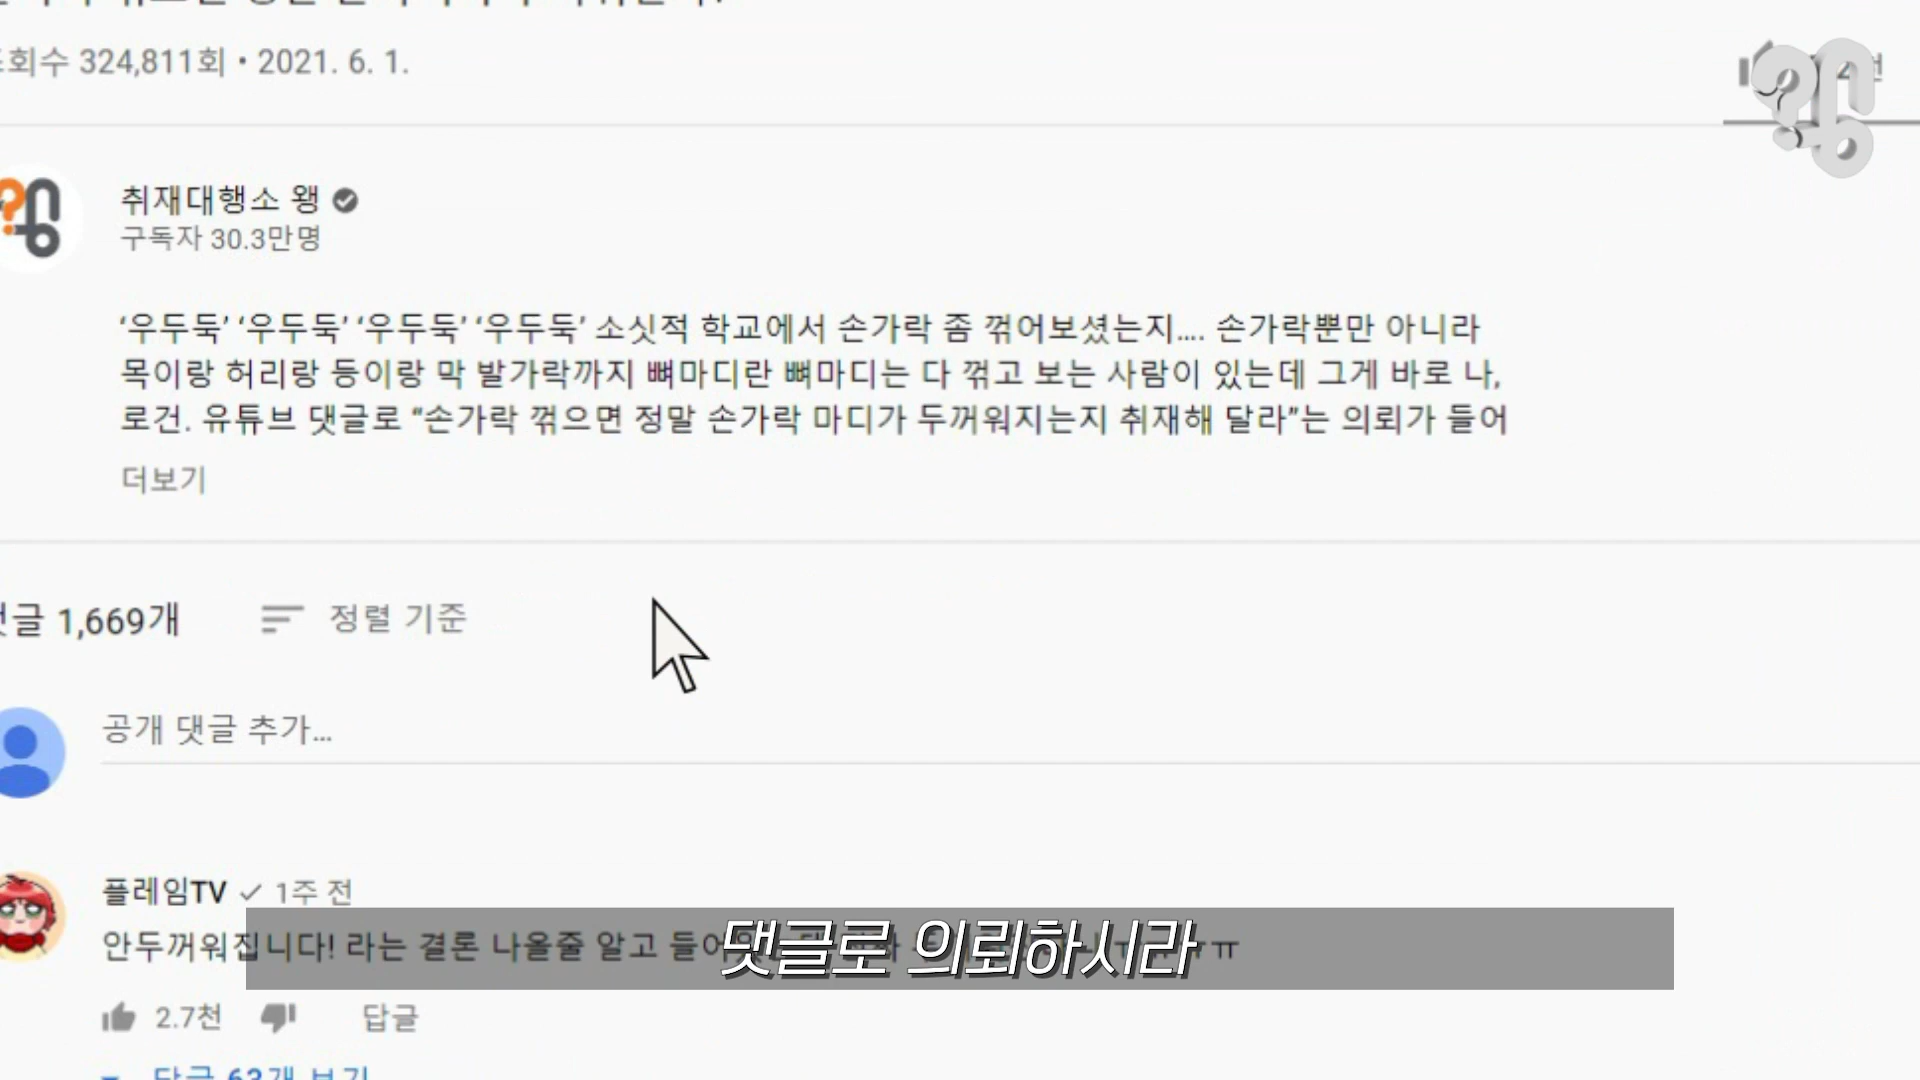 조회수 324,811회 • 2021. 6. 1.
취재대행소 왱
구독자 30.3만명
‘우두둑’ ‘우두둑’ ‘우두둑’ ‘우두둑’ 소싯적 학교에서 손가락 좀 꺾어보셨는지.... 손가락뿐만 아니라
목이랑 허리랑 등이랑 막 발가락까지 뼈마디란 뼈마디는 다 꺾고 보는 사람이 있는데 그게 바로 나,
로건. 유튜브 댓글로 “손가락 꺾으면 정말 손가락 마디가 두꺼워지는지 취재해 달라”는 의뢰가 들어
더보기
댓글 1,669개 정렬 기준
공개 댓글 추가...
플레임TV 1주 전
안두꺼워집니다! 라는 결론 나올줄 알고
댓글로 의뢰하시라
2.7천 답글
답글 63개 보기